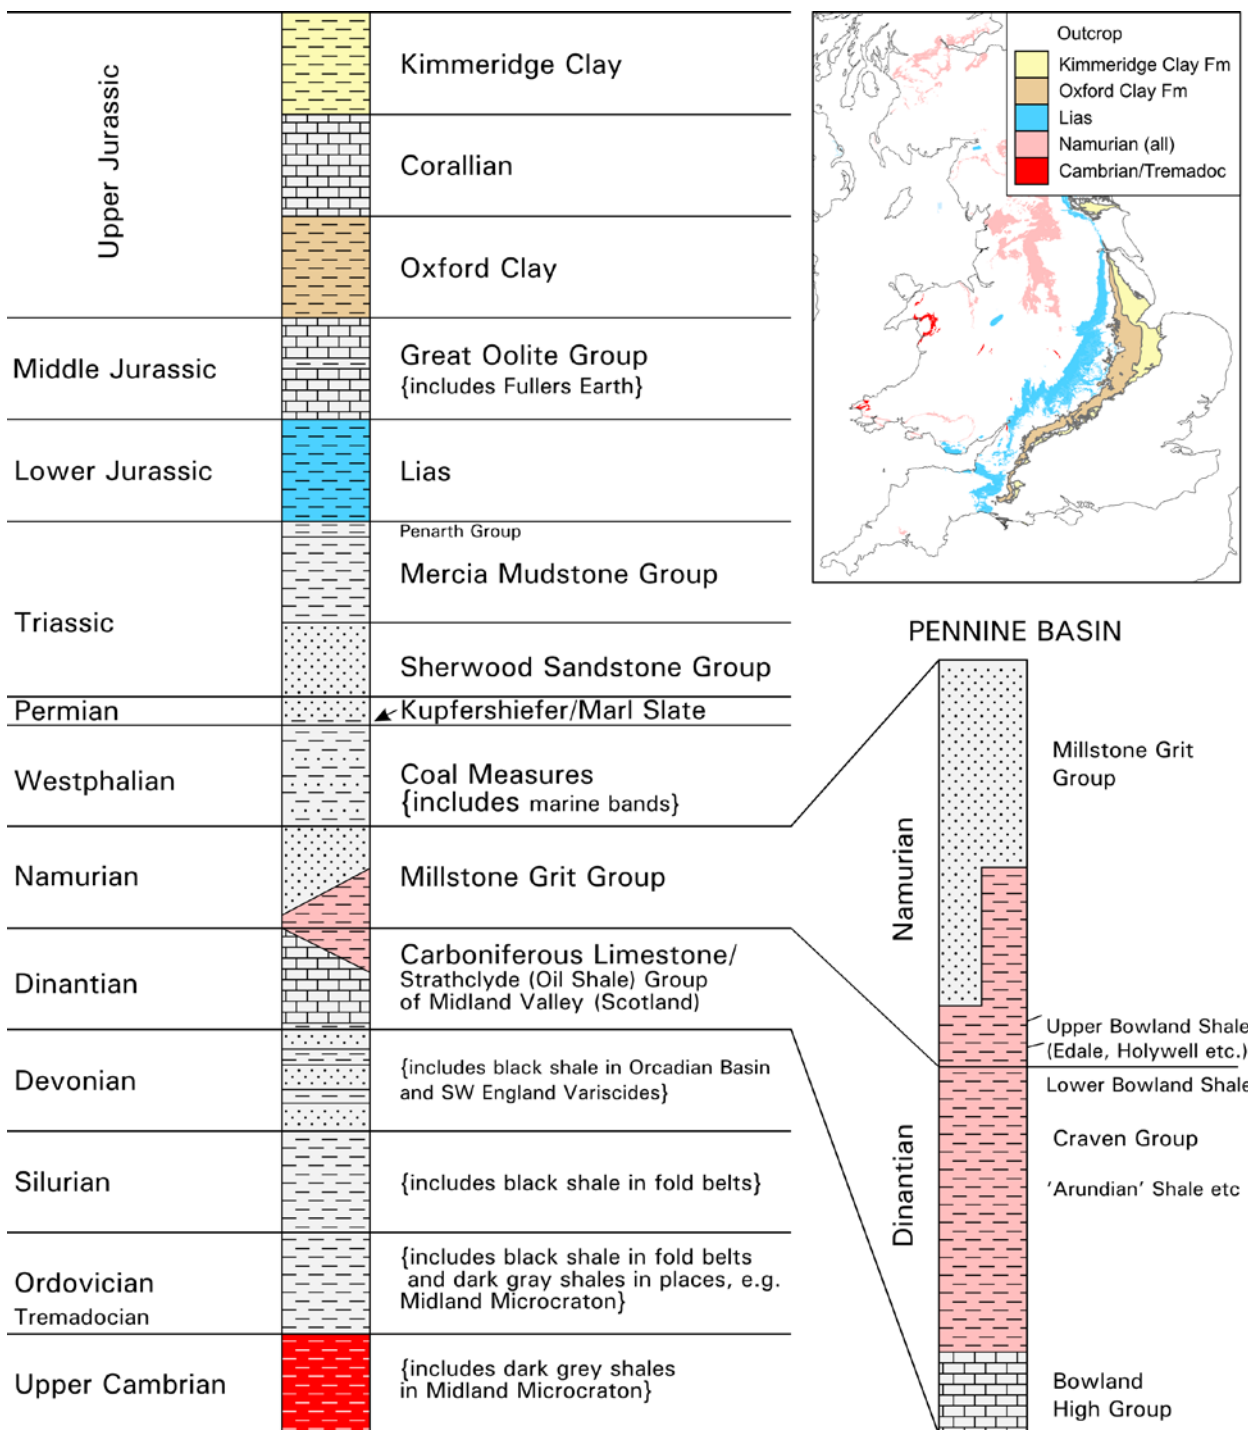 Upper Jurassic
Kimmeridge Clay
Corallian
Oxford Clay
Middle Jurassic
Great Oolite Group
{includes Fullers Earth}
Lower Jurassic
Lias
Triassic
Penarth Group
Mercia Mudstone Group
Sherwood Sandstone Group
Permian
Kupfershiefer/Marl Slate
Westphalian
Coal Measures
{includes marine bands}
Namurian
Millstone Grit Group
Dinantian
Carboniferous Limestone/
Strathclyde (Oil Shale) Group
of Midland Valley (Scotland)
Devonian
{includes black shale in Orcadian Basin
and SW England Variscides}
Silurian
{includes black shale in fold belts}
Ordovician
Tremadocian
{includes black shale in fold belts
and dark gray shales in places, e.g.
Midland Microcraton}
Upper Cambrian
{includes dark grey shales
in Midland Microcraton}
Outcrop
Kimmeridge Clay Fm
Oxford Clay Fm
Lias
Namurian (all)
Cambrian/Tremadoc
PENNINE BASIN
Namurian
Millstone Grit
Group
Upper Bowland Shale
(Edale, Holywell etc.)
Dinantian
Lower Bowland Shale
Craven Group
'Arundian' Shale etc
Bowland
High Group